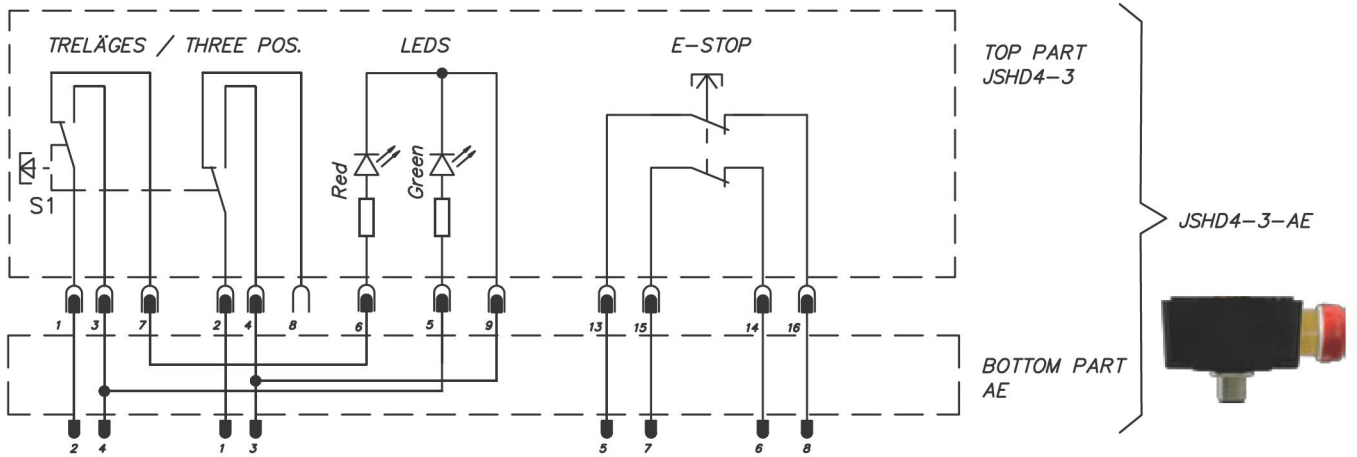 TRELÄGES / THREE POS.
LEDS
E-STOP
TOP PART
JSHD4-3
Red
Green
S1
JSHD4-3-AE
1 3 7 2 4 8 6 5 9 13 15 14 16
BOTTOM PART
AE
2 4 1 3 5 7 6 8